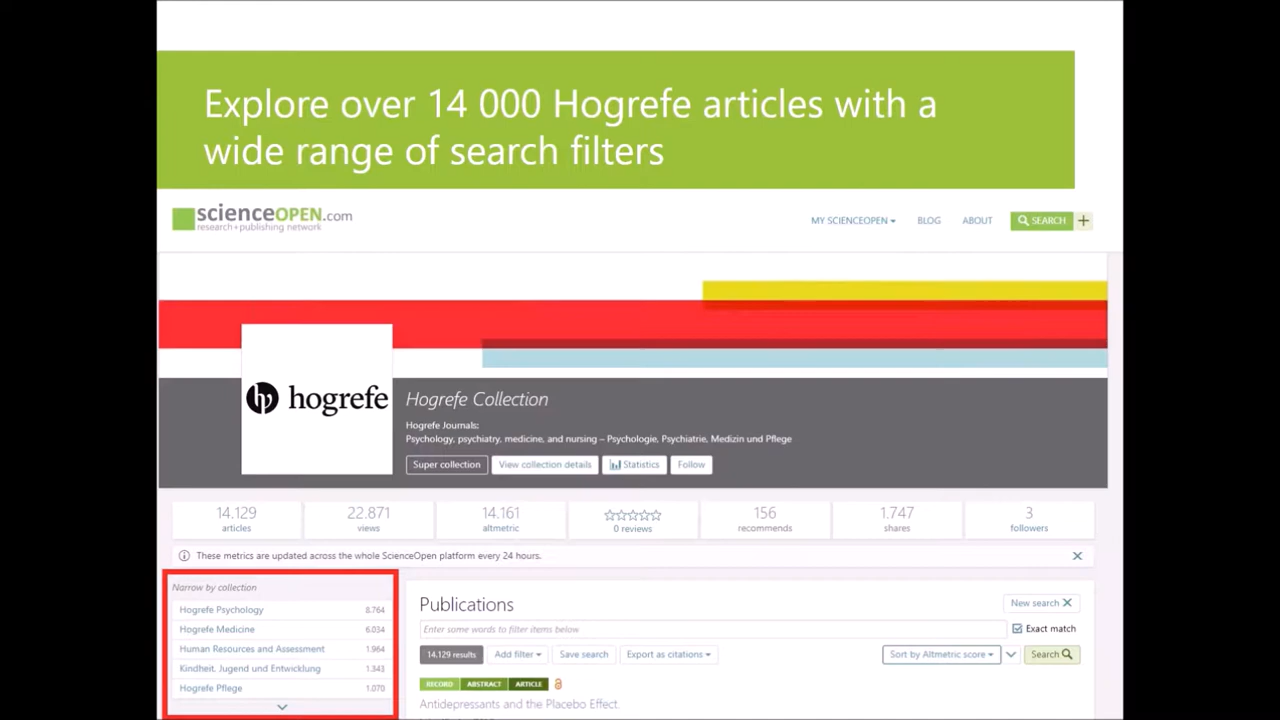 Explore over 14 000 Hogrefe articles with a
wide range of search filters
scienceOPEN.com
research+publishing network
MY SCIENCEOPEN BLOG ABOUT SEARCH +
hogrefe
Hogrefe Collection
Hogrefe Journals:
Psychology, psychiatry, medicine, and nursing – Psychologie, Psychiatrie, Medizin und Pflege
Super collection View collection details Statistics Follow
14.129 22.871 14.161 156 1.747 3
articles views altmetric 0 reviews recommends shares followers
These metrics are updated across the whole ScienceOpen platform every 24 hours.
Narrow by collection
Hogrefe Psychology 8.764
Hogrefe Medicine 6.034
Human Resources and Assessment 1.964
Kindheit, Jugend und Entwicklung 1.343
Hogrefe Pflege 1.070
Publications
New search X
Enter some words to filter items below
Exact match
14.129 results Add filter Save search Export as citations Sort by Altmetric score Search
RECORD ABSTRACT ARTICLE
Antidepressants and the Placebo Effect.